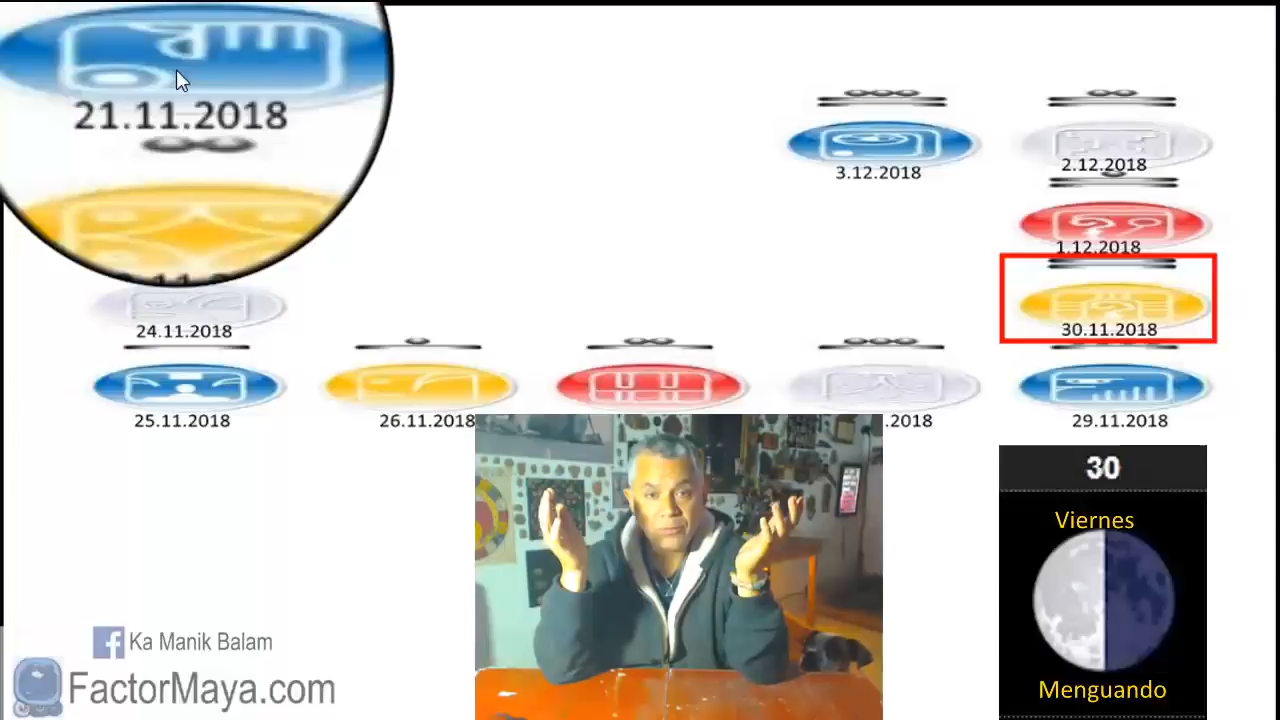 21.11.2018
3.12.2018
2.12.2018
1.12.2018
24.11.2018
30.11.2018
25.11.2018
26.11.2018
.2018
29.11.2018
30
Viernes
Menguando
Ka Manik Balam
FactorMaya.com